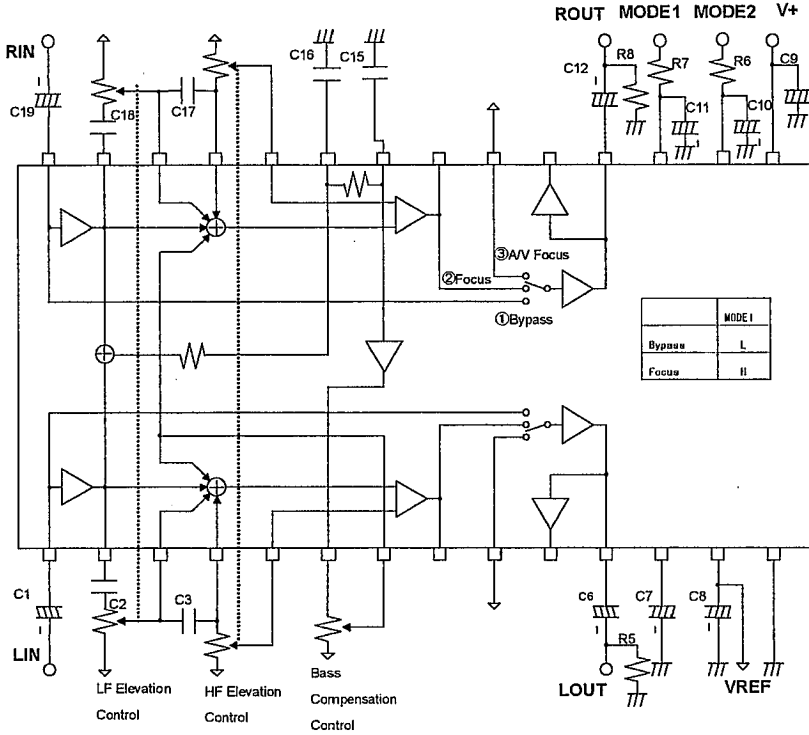 ROUT MODE1 MODE2 V+
RIN
C16 C15
C12 R8 R7 R6 C9
C19 C18 C17 C11 C10
③A/V Focus
②Focus
①Bypass
MODE1
Bypass L
Focus H
C1 C2 C3 C6 C7 C8
R5
LIN LOUT VREF
LF Elevation
Control
HF Elevation
Control
Bass
Compensation
Control